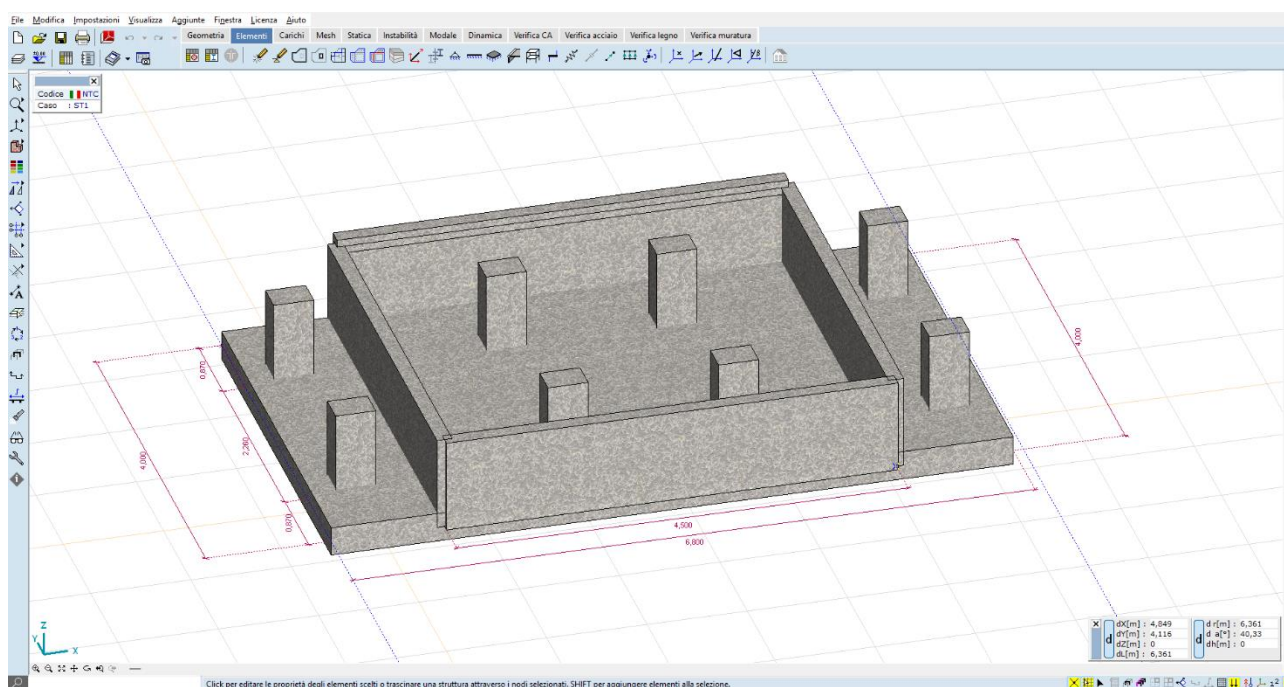 File Modifica Impostazioni Visualizza Aggiunte Finestra Licenza Aiuto
Geometria Elementi Carichi Mesh Statica Instabilità Modale Dinamica Verifica CA Verifica acciaio Verifica legno Verifica muratura
Codice NTC
Caso : ST1
0,870
4,000
2,260
4,000
0,870
4,500
6,800
Z
Y
X
d dX[m] : 4,849
dY[m] : 4,116
dZ[m] : 0
dL[m] : 6,361
d d r[m] : 6,361
d a[°] : 40,33
dh[m] : 0
Click per editare le proprietà degli elementi scelti o trascinare una struttura attraverso i nodi selezionati. SHIFT per aggiungere elementi alla selezione.